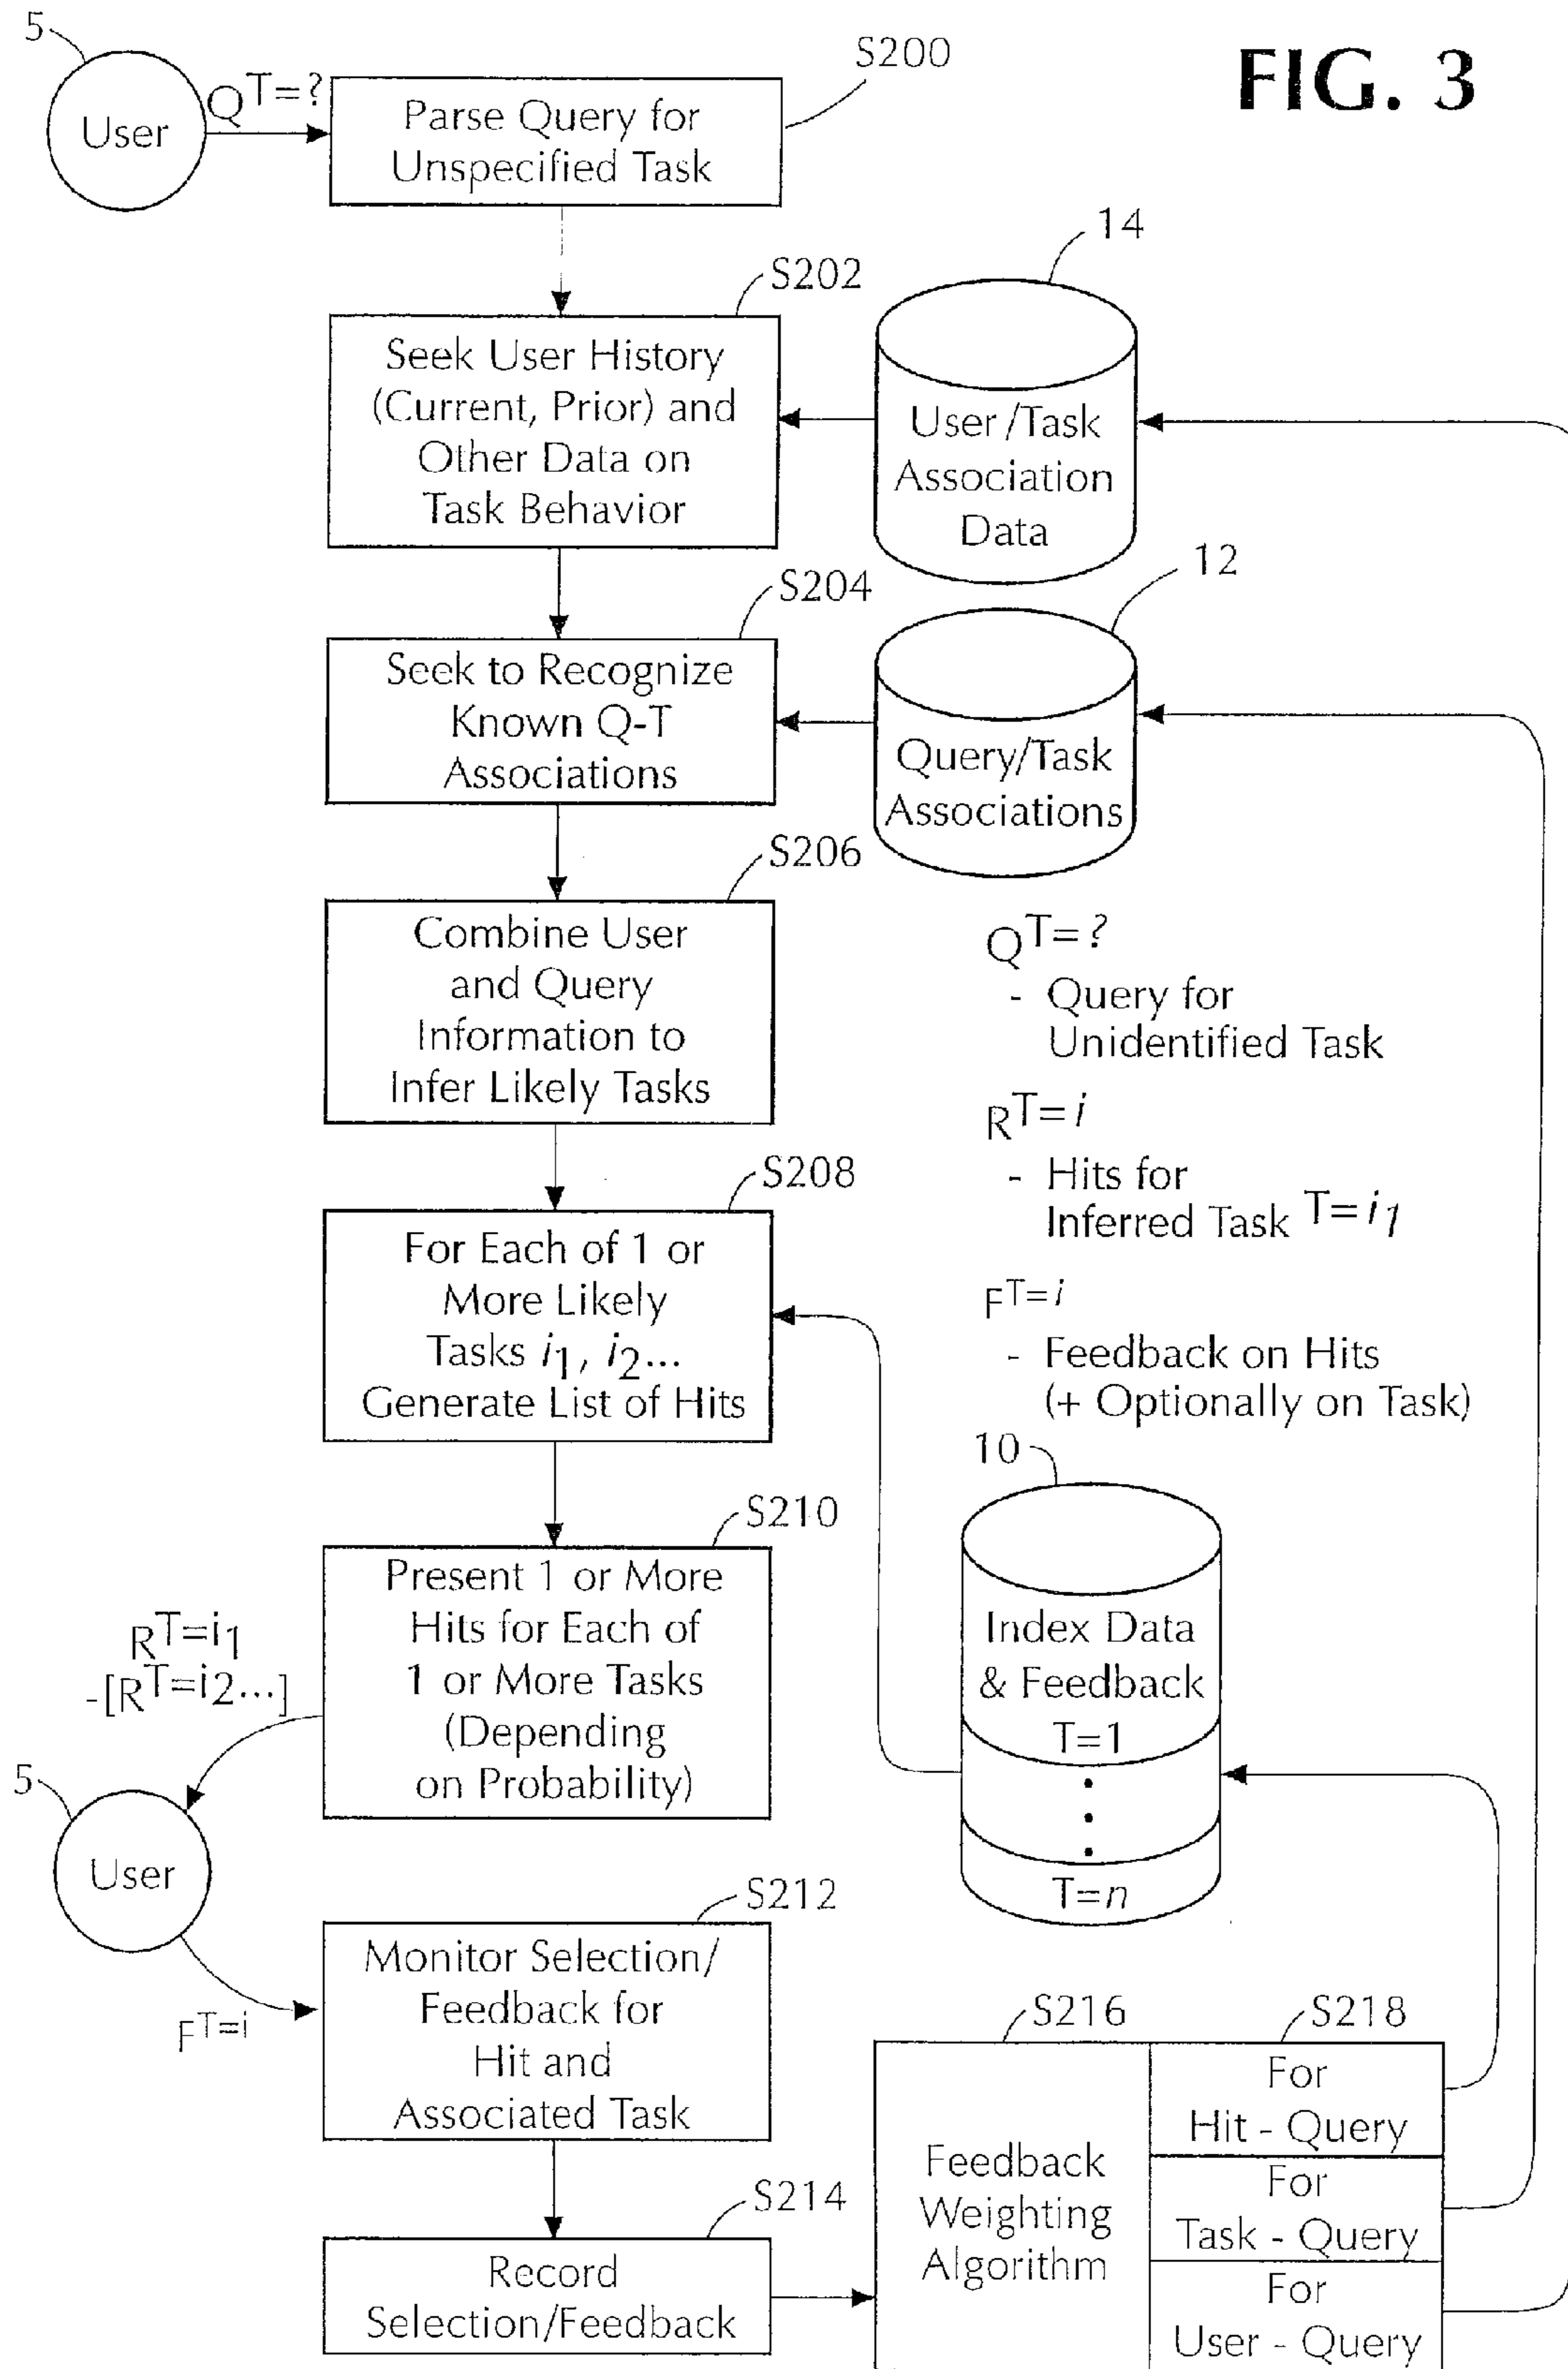 FIG. 3
5
User
QT=?
S200
Parse Query for
Unspecified Task
S202
Seek User History
(Current, Prior) and
Other Data on
Task Behavior
14
User/Task
Association
Data
S204
Seek to Recognize
Known Q-T
Associations
12
Query/Task
Associations
S206
Combine User
and Query
Information to
Infer Likely Tasks
QT=?
- Query for
Unidentified Task
RT=i
- Hits for
Inferred Task T=i1
FT=i
- Feedback on Hits
(+ Optionally on Task)
S208
For Each of 1 or
More Likely
Tasks i1, i2...
Generate List of Hits
10
Index Data
& Feedback
T=1
T=n
S210
Present 1 or More
Hits for Each of
1 or More Tasks
(Depending
on Probability)
RT=i1
-[RT=i2...]
5
User
FT=i
S212
Monitor Selection/
Feedback for
Hit and
Associated Task
S214
Record
Selection/Feedback
S216
Feedback
Weighting
Algorithm
S218
For
Hit - Query
For
Task - Query
For
User - Query